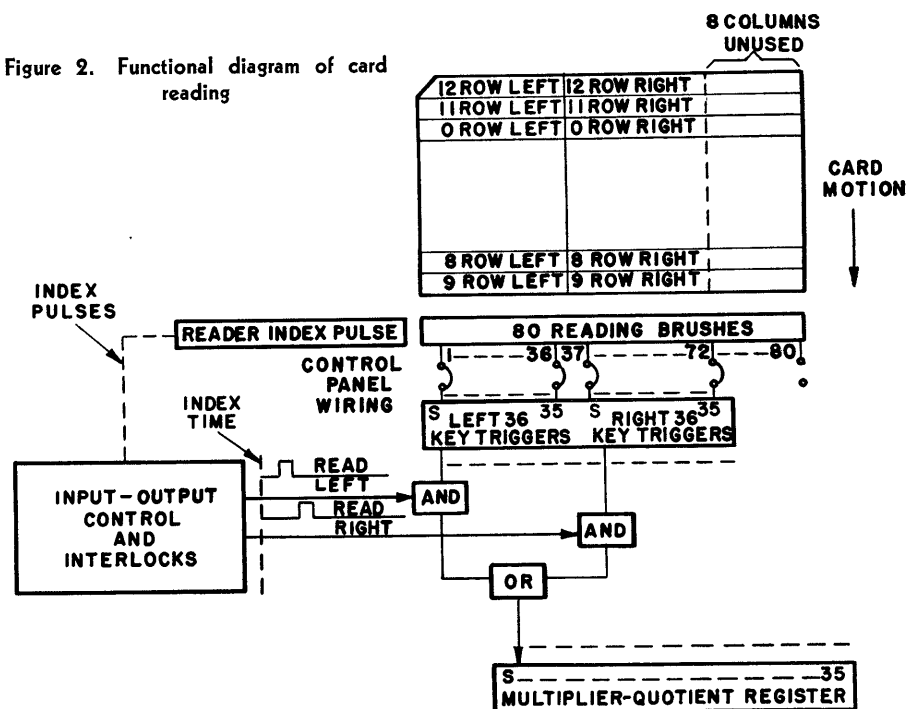 8 COLUMNS
UNUSED
Figure 2. Functional diagram of card
reading
12 ROW LEFT 12 ROW RIGHT
11 ROW LEFT 11 ROW RIGHT
0 ROW LEFT 0 ROW RIGHT
CARD
MOTION
8 ROW LEFT 8 ROW RIGHT
9 ROW LEFT 9 ROW RIGHT
INDEX
PULSES
READER INDEX PULSE
80 READING BRUSHES
1 36 37 72 80
CONTROL
PANEL
WIRING
S 35 S 35
LEFT 36
KEY TRIGGERS
RIGHT 36
KEY TRIGGERS
INDEX
TIME
READ
LEFT
READ
RIGHT
INPUT-OUTPUT
CONTROL
AND
INTERLOCKS
AND
AND
OR
S 35
MULTIPLIER-QUOTIENT REGISTER